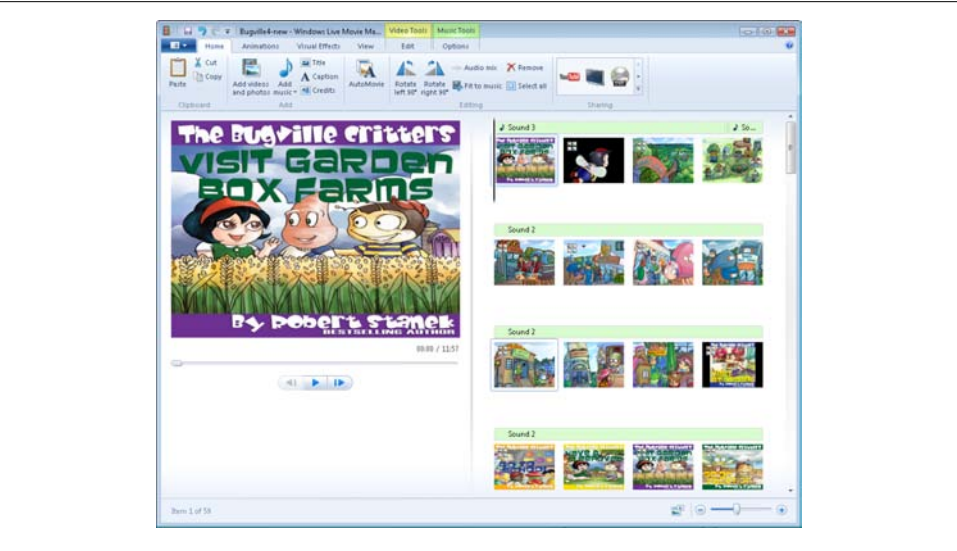 Bugville4-new - Windows Live Movie Ma...
Video Tools
Music Tools
Home
Animations
Visual Effects
View
Edit
Options
Paste
Cut
Copy
Clipboard
Add videos and photos
Add music
Title
Caption
Credits
Add
AutoMovie
Rotate left 90°
Rotate right 90°
Audio mix
Fit to music
Remove
Select all
Editing
YouTube
Sharing
The Bugville Critters
VISIT GARDEN
BOX FARMS
By Robert Stanek
BESTSELLING AUTHOR
00:00 / 11:57
Sound 3
So...
Sound 2
Sound 2
Sound 2
Item 1 of 59